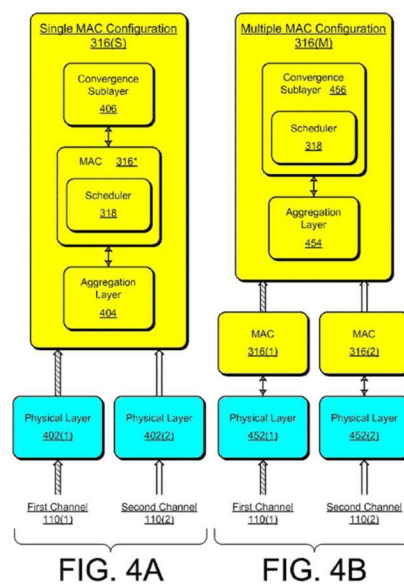 Single MAC Configuration
316(S)
Convergence
Sublayer
406
MAC 316*
Scheduler
318
Aggregation
Layer
404
Physical Layer
402(1)
Physical Layer
402(2)
First Channel
110(1)
Second Channel
110(2)
FIG. 4A
Multiple MAC Configuration
316(M)
Convergence
Sublayer 456
Scheduler
318
Aggregation
Layer
454
MAC
316(1)
MAC
316(2)
Physical Layer
452(1)
Physical Layer
452(2)
First Channel
110(1)
Second Channel
110(2)
FIG. 4B